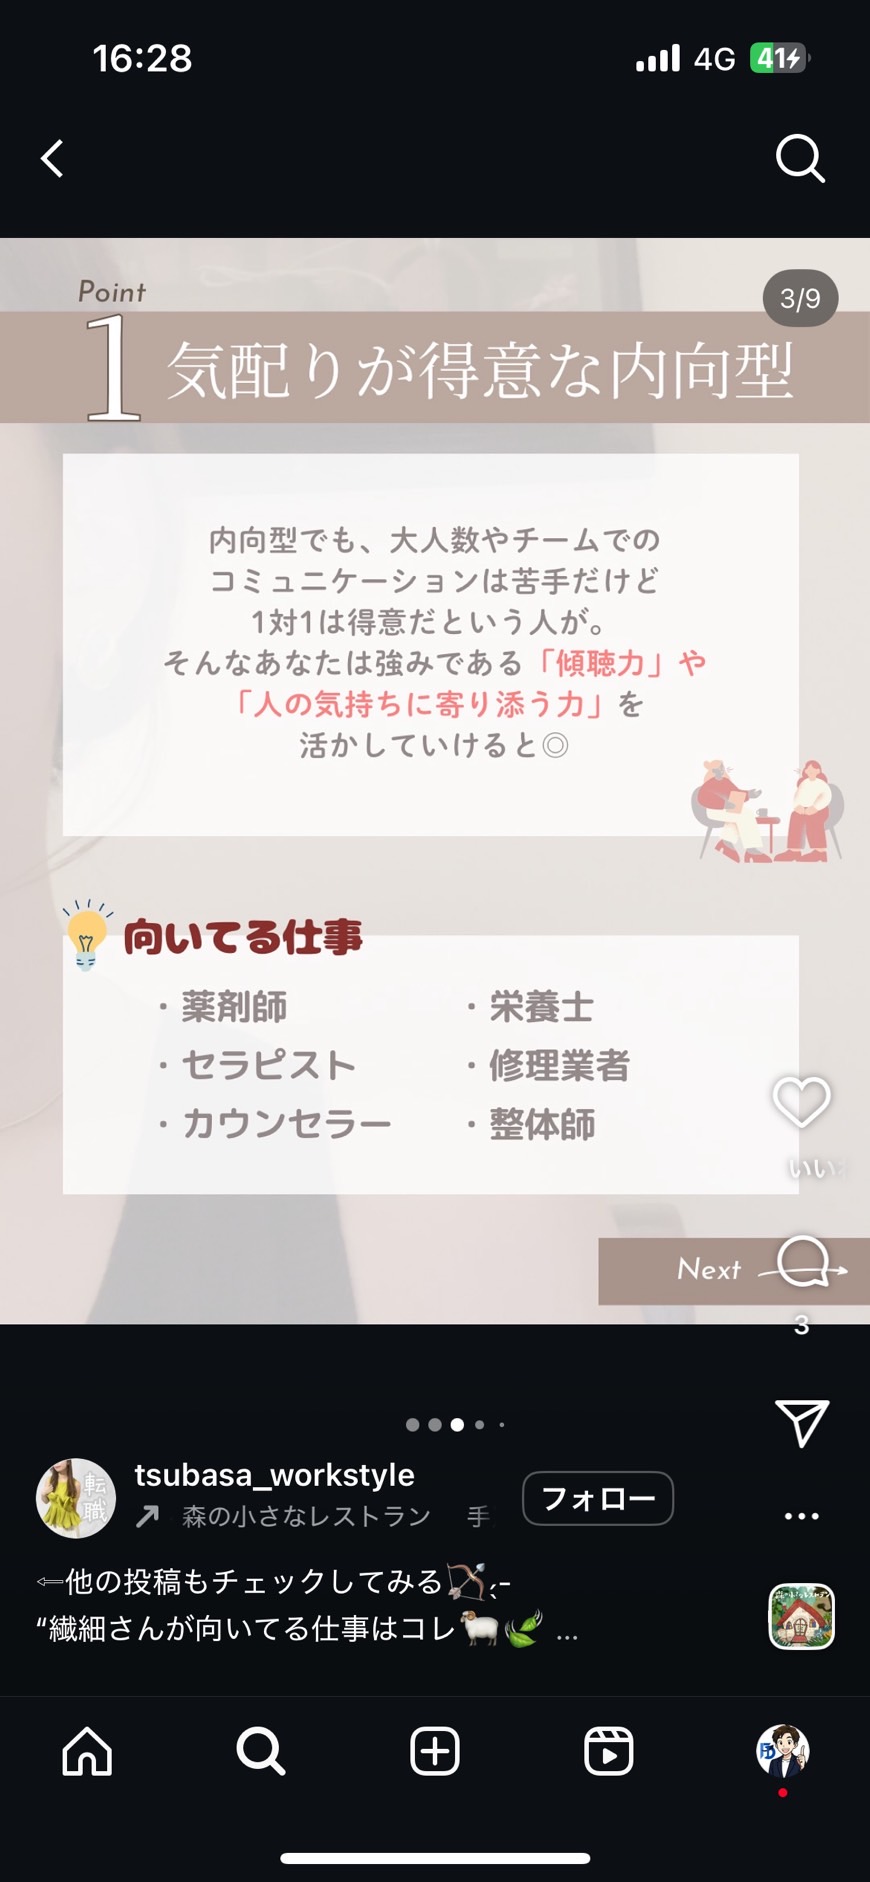 16:28
4G
41
3/9
Point
1 気配りが得意な内向型
内向型でも、大人数やチームでの
コミュニケーションは苦手だけど
1対1は得意だという人が。
そんなあなたは強みである「傾聴力」や
「人の気持ちに寄り添う力」を
活かしていけると◎
向いてる仕事
・薬剤師
・栄養士
・セラピスト
・修理業者
・カウンセラー
・整体師
いい
Next
3
転職
tsubasa_workstyle
森の小さなレストラン 手
フォロー
⇦他の投稿もチェックしてみる🏹ˎˊ-
“繊細さんが向いてる仕事はコレ🐏🍃 ...